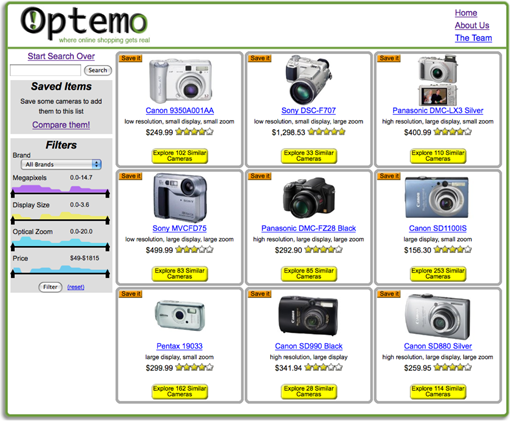 Optemo
where online shopping gets real
Home
About Us
The Team
Start Search Over
Search
Saved Items
Save some cameras to add
them to this list
Compare them!
Filters
Brand
-All Brands
Megapixels 0.0-14.7
Display Size 0.0-3.6
Optical Zoom 0.0-20.0
Price $49-$1815
Filter (reset)
Save it
Canon 9350A001AA
low resolution, small display, small zoom
$249.99
Explore 102 Similar
Cameras
Save it
Sony DSC-F707
low resolution, small display, large zoom
$1,298.53
Explore 33 Similar
Cameras
Save it
Panasonic DMC-LX3 Silver
high resolution, large display, small zoom
$400.99
Explore 110 Similar
Cameras
Save it
Sony MVCFD75
low resolution, large display, large zoom
$499.99
Explore 83 Similar
Cameras
Save it
Panasonic DMC-FZ28 Black
high resolution, large display, large zoom
$292.90
Explore 85 Similar
Cameras
Save it
Canon SD1100IS
large display, small zoom
$156.30
Explore 253 Similar
Cameras
Save it
Pentax 19033
large display, small zoom
$299.99
Explore 162 Similar
Cameras
Save it
Canon SD990 Black
high resolution, large display
$341.94
Explore 28 Similar
Cameras
Save it
Canon SD880 Silver
high resolution, large display, large zoom
$259.95
Explore 114 Similar
Cameras